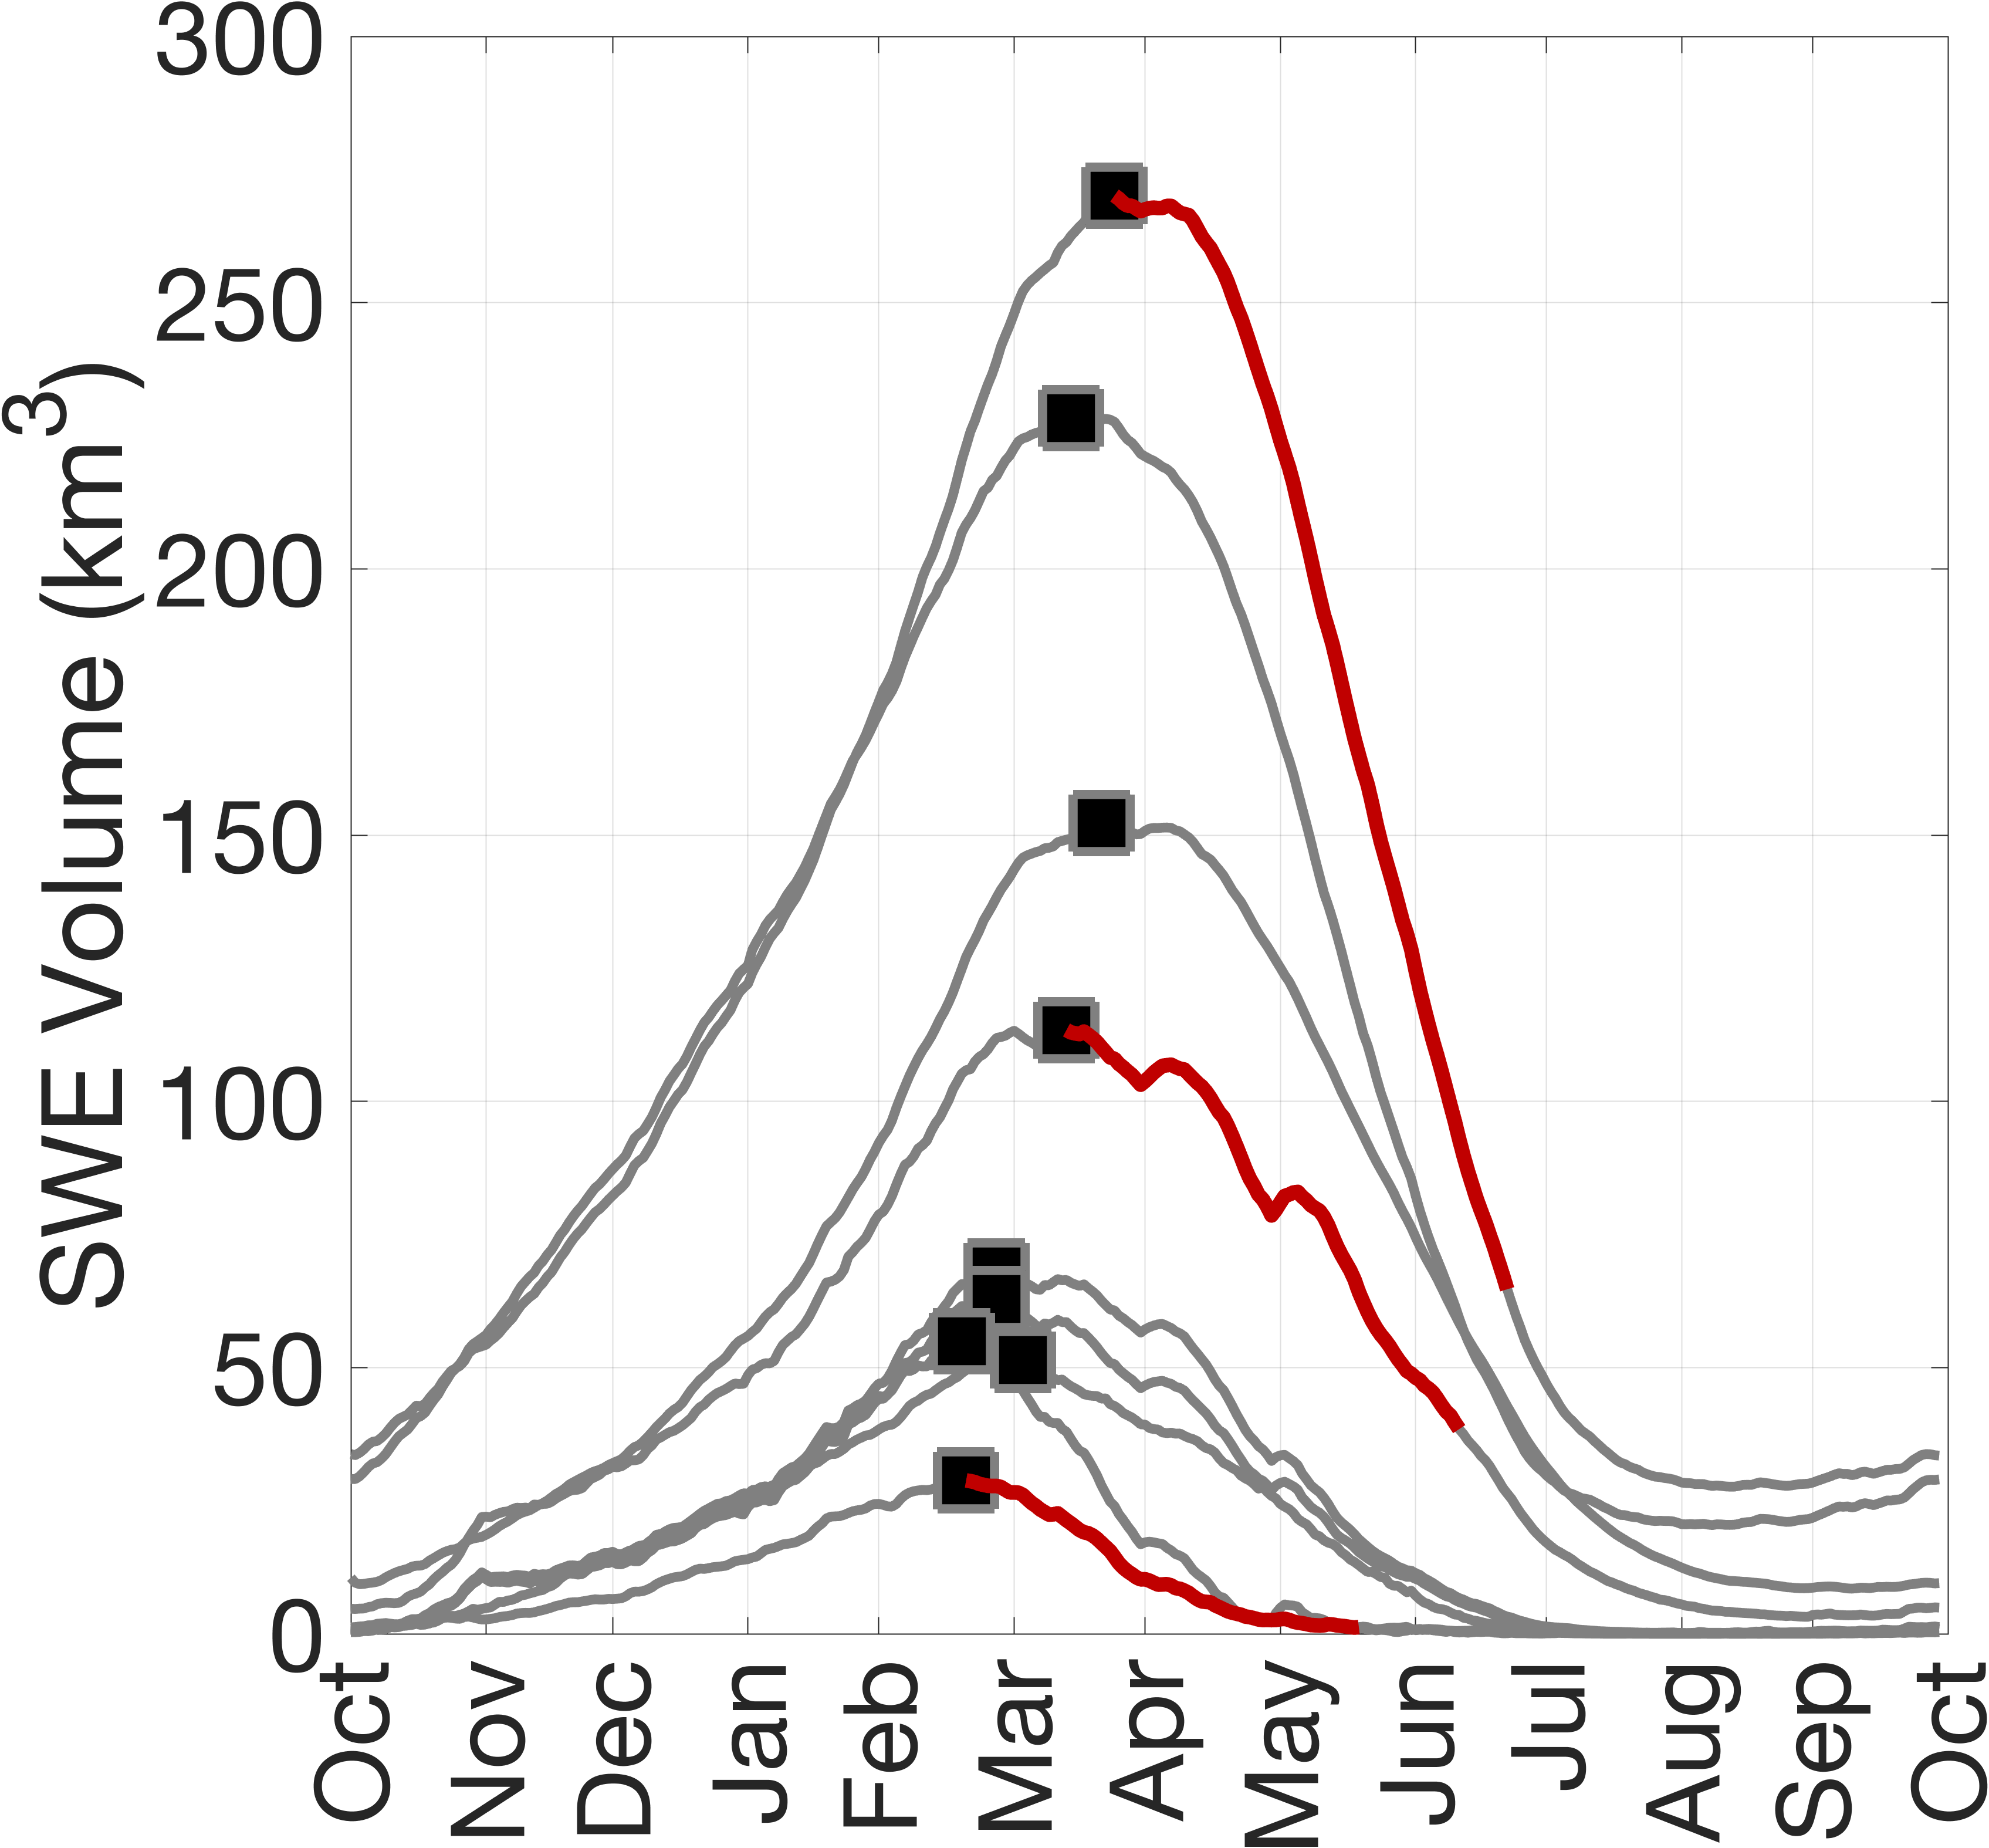 SWE Volume (km³)
300
250
200
150
100
50
0
Oct
Nov
Dec
Jan
Feb
Mar
Apr
May
Jun
Jul
Aug
Sep
Oct